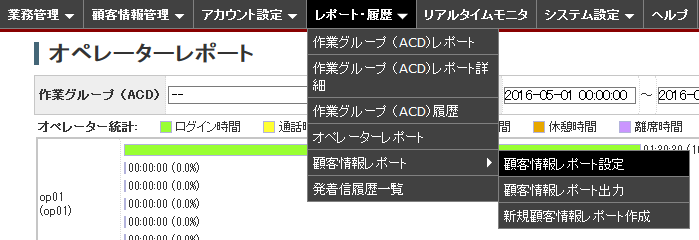 業務管理 ▼ 顧客情報管理 ▼ アカウント設定 ▼ レポート・履歴 ▼ リアルタイムモニタ システム設定 ▼ ヘルプ
オペレーターレポート
作業グループ（ACD）レポート
作業グループ（ACD）レポート詳細
作業グループ（ACD） -- 2016-05-01 00:00:00 ～ 2016-0
作業グループ（ACD）履歴
オペレーター統計: ログイン時間 通話時 時間 休憩時間 離席時間
オペレーターレポート
顧客情報レポート
発着信履歴一覧
顧客情報レポート設定
顧客情報レポート出力
新規顧客情報レポート作成
op01
(op01)
00:00:00 (0.0%)
00:00:00 (0.0%)
00:00:00 (0.0%)
00:00:00 (0.0%)
00:00:00 (0.0%)